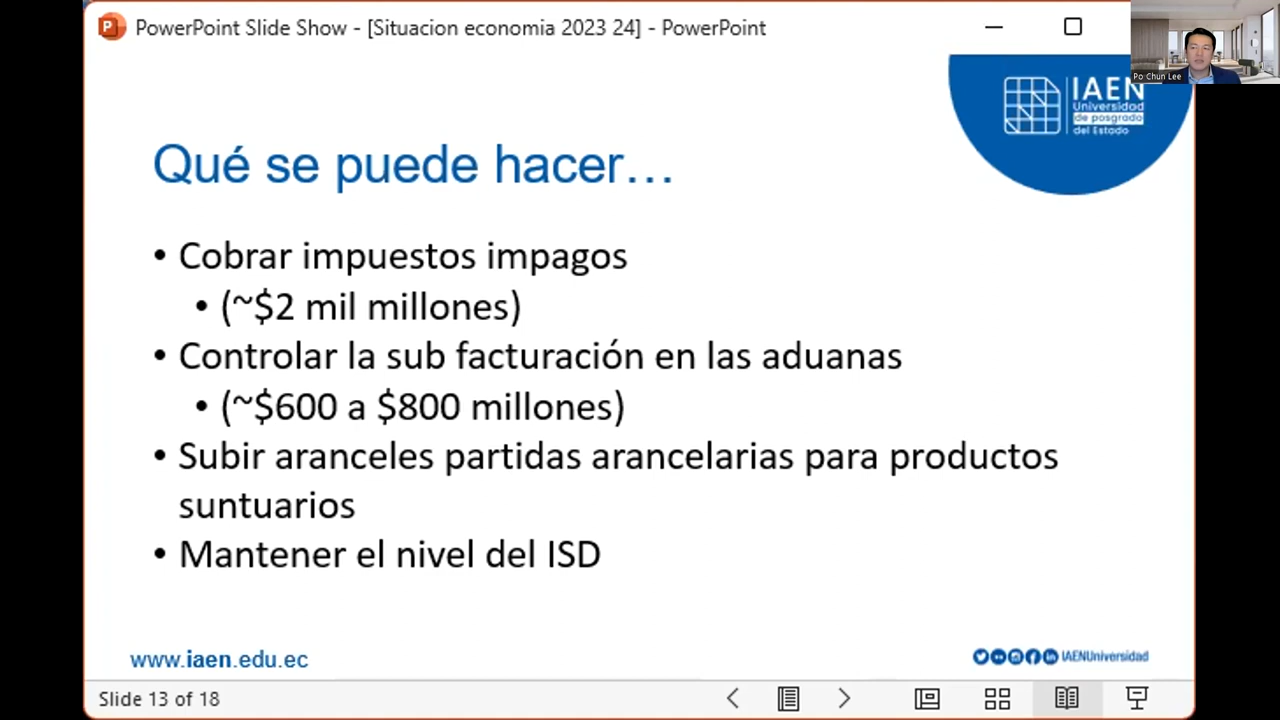 PowerPoint Slide Show - [Situacion economia 2023 24] - PowerPoint
Po Chun Lee
IAEN
Universidad
de posgrado
del Estado
Qué se puede hacer...
• Cobrar impuestos impagos
• (~$2 mil millones)
• Controlar la sub facturación en las aduanas
• (~$600 a $800 millones)
• Subir aranceles partidas arancelarias para productos
suntuarios
• Mantener el nivel del ISD
www.iaen.edu.ec
IAENUniversidad
Slide 13 of 18